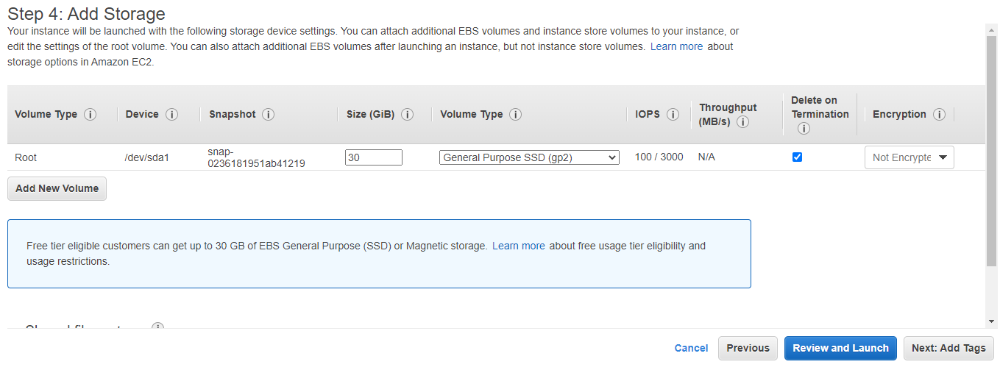 Step 4: Add Storage
Your instance will be launched with the following storage device settings. You can attach additional EBS volumes and instance store volumes to your instance, or
edit the settings of the root volume. You can also attach additional EBS volumes after launching an instance, but not instance store volumes. Learn more about
storage options in Amazon EC2.
Volume Type i Device i Snapshot i Size (GiB) i Volume Type i IOPS i Throughput (MB/s) i Delete on Termination i Encryption i
Root /dev/sda1 snap-0236181951ab41219 30 General Purpose SSD (gp2) 100 / 3000 N/A Not Encrypte
Add New Volume
Free tier eligible customers can get up to 30 GB of EBS General Purpose (SSD) or Magnetic storage. Learn more about free usage tier eligibility and
usage restrictions.
Cancel Previous Review and Launch Next: Add Tags